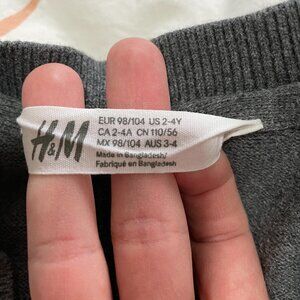 H&M
EUR 98/104 US 2-4Y
CA 2-4A CN 110/56
MX 98/104 AUS 3-4
Made in Bangladesh/
Fabriqué en Bangladesh